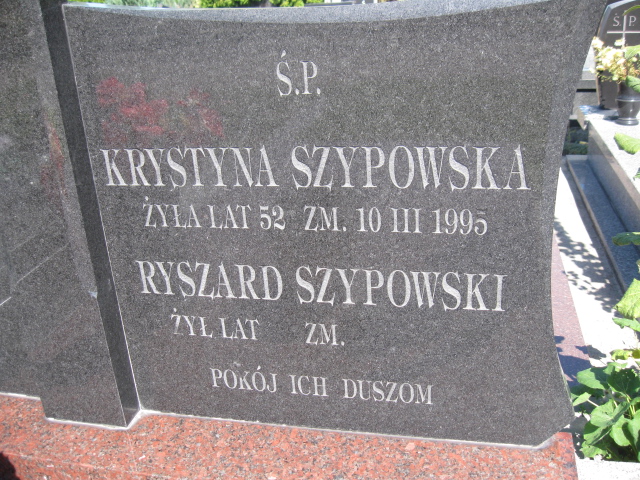 Ś.P.
KRYSTYNA SZYPOWSKA
ŻYŁA LAT 52 ZM. 10 III 1995
RYSZARD SZYPOWSKI
ŻYŁ LAT ZM.
POKÓJ ICH DUSZOM
Ś P